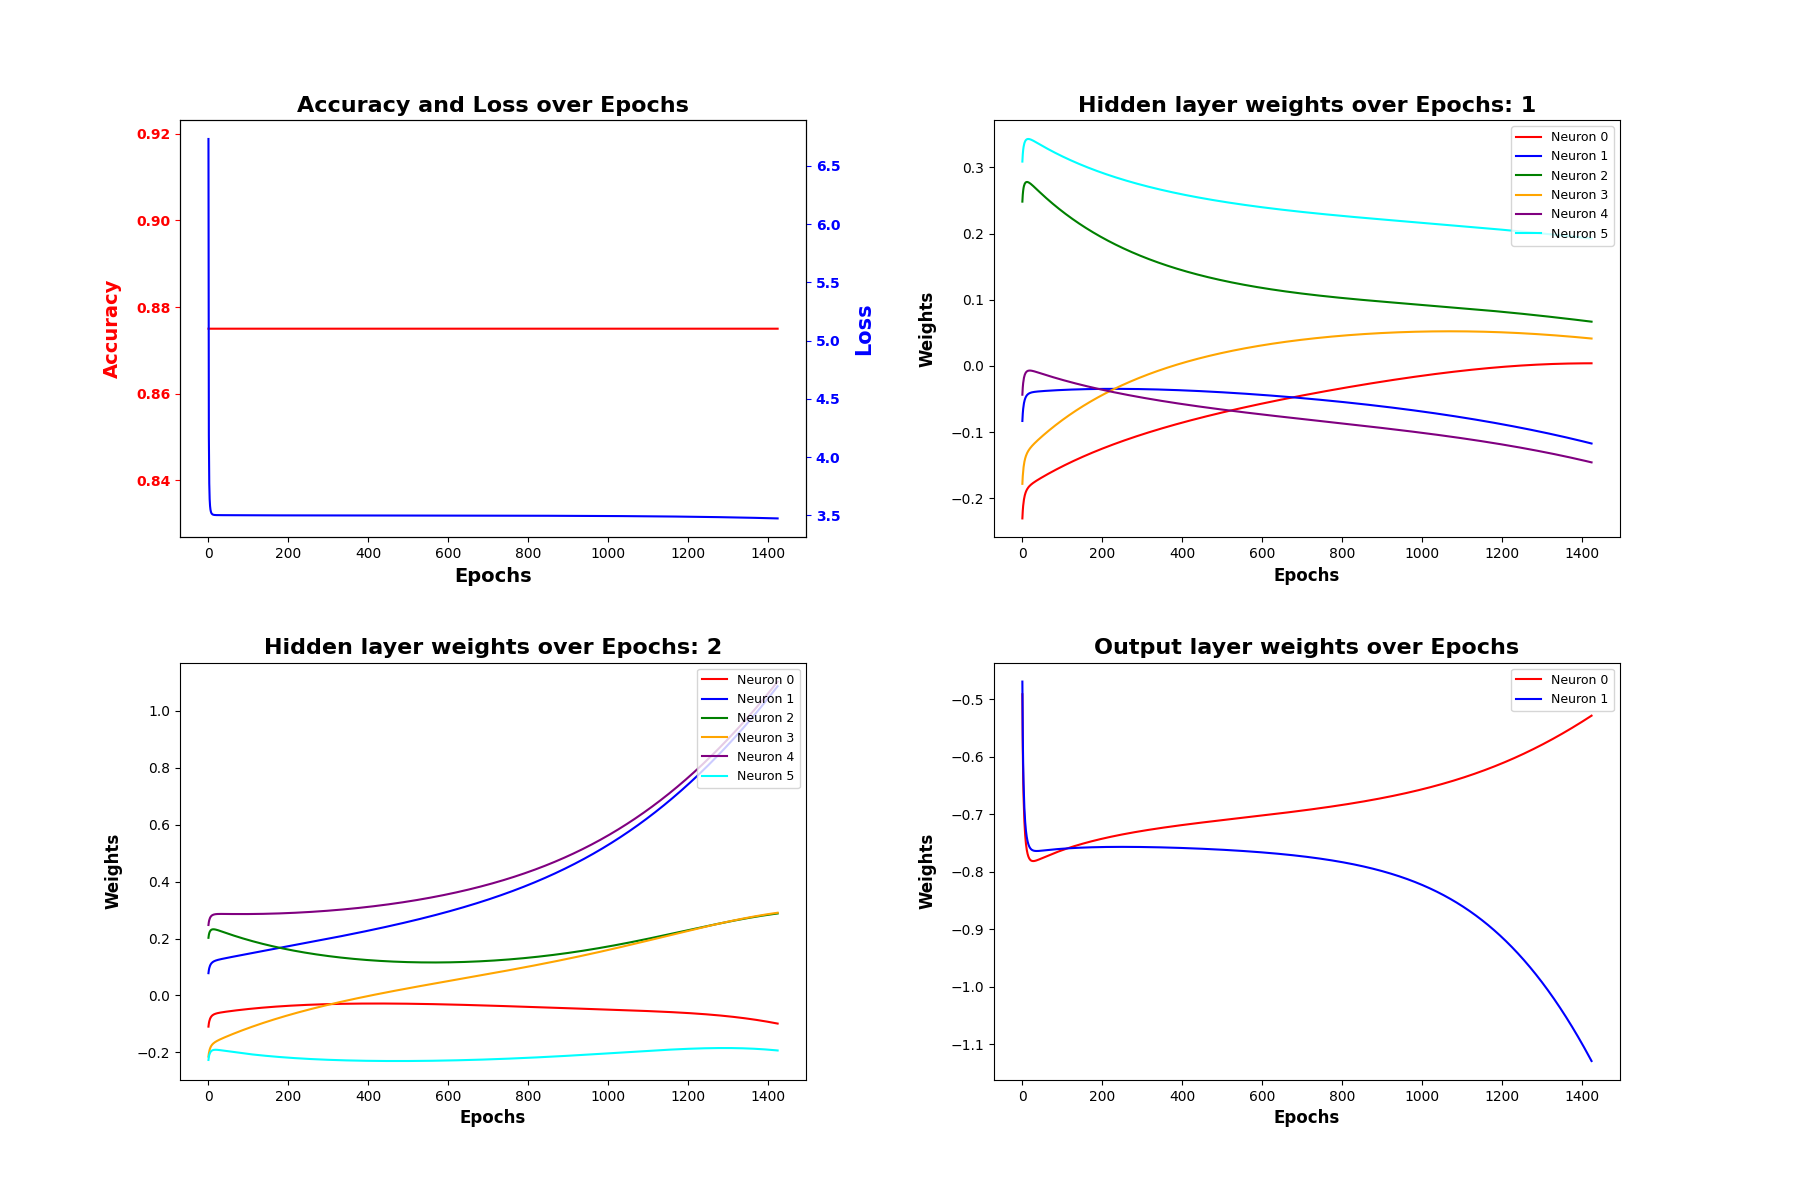 Accuracy and Loss over Epochs
0.92
0.90
0.88
0.86
0.84
Accuracy
6.5
6.0
5.5
5.0
4.5
4.0
3.5
Loss
0 200 400 600 800 1000 1200 1400
Epochs
Hidden layer weights over Epochs: 1
0.3
0.2
0.1
0.0
−0.1
−0.2
Weights
Neuron 0
Neuron 1
Neuron 2
Neuron 3
Neuron 4
Neuron 5
0 200 400 600 800 1000 1200 1400
Epochs
Hidden layer weights over Epochs: 2
1.0
0.8
0.6
0.4
0.2
0.0
−0.2
Weights
Neuron 0
Neuron 1
Neuron 2
Neuron 3
Neuron 4
Neuron 5
0 200 400 600 800 1000 1200 1400
Epochs
Output layer weights over Epochs
−0.5
−0.6
−0.7
−0.8
−0.9
−1.0
−1.1
Weights
Neuron 0
Neuron 1
0 200 400 600 800 1000 1200 1400
Epochs